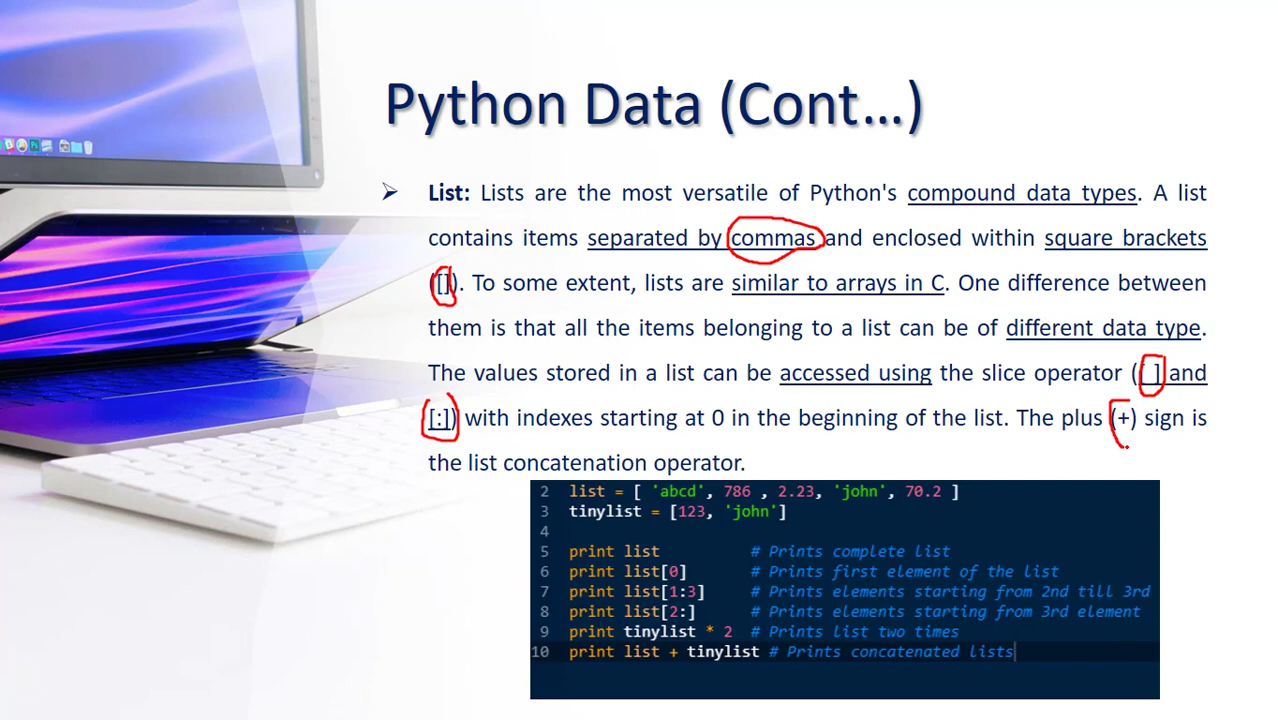 Python Data (Cont…)
➢ List: Lists are the most versatile of Python's compound data types. A list
contains items separated by commas and enclosed within square brackets
([]). To some extent, lists are similar to arrays in C. One difference between
them is that all the items belonging to a list can be of different data type.
The values stored in a list can be accessed using the slice operator ([ ] and
[:]) with indexes starting at 0 in the beginning of the list. The plus (+) sign is
the list concatenation operator.
2 list = [ 'abcd', 786 , 2.23, 'john', 70.2 ]
3 tinylist = [123, 'john']
4
5 print list # Prints complete list
6 print list[0] # Prints first element of the list
7 print list[1:3] # Prints elements starting from 2nd till 3rd
8 print list[2:] # Prints elements starting from 3rd element
9 print tinylist * 2 # Prints list two times
10 print list + tinylist # Prints concatenated lists